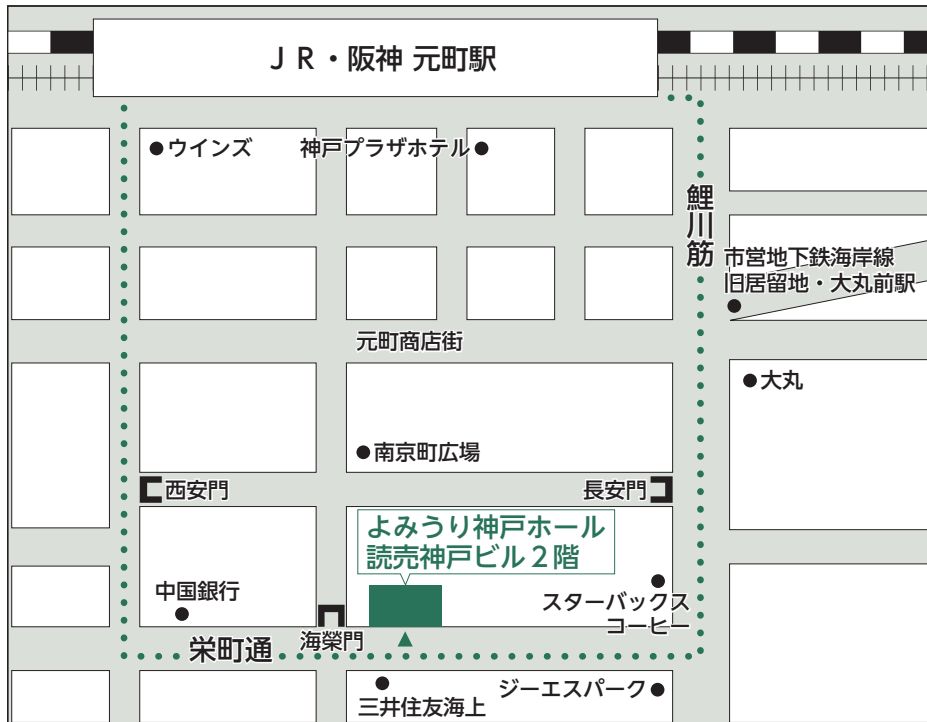 ＪＲ・阪神 元町駅
ウインズ
神戸プラザホテル
鯉川筋
市営地下鉄海岸線
旧居留地・大丸前駅
元町商店街
大丸
南京町広場
西安門
長安門
よみうり神戸ホール
読売神戸ビル２階
中国銀行
スターバックス
コーヒー
海榮門
栄町通
三井住友海上
ジーエスパーク